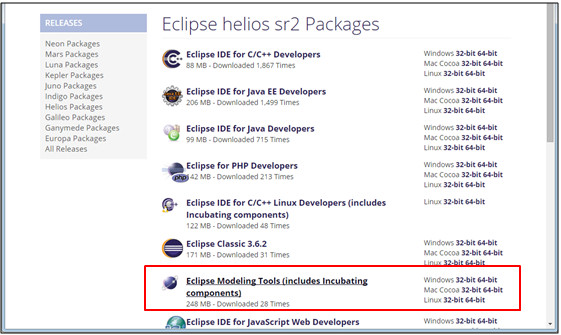 RELEASES
Neon Packages
Mars Packages
Luna Packages
Kepler Packages
Juno Packages
Indigo Packages
Helios Packages
Galileo Packages
Ganymede Packages
Europa Packages
All Releases
Eclipse helios sr2 Packages
Eclipse IDE for C/C++ Developers
88 MB - Downloaded 1,867 Times
Windows 32-bit 64-bit
Mac Cocoa 32-bit 64-bit
Linux 32-bit 64-bit
Eclipse IDE for Java EE Developers
206 MB - Downloaded 1,499 Times
Windows 32-bit 64-bit
Mac Cocoa 32-bit 64-bit
Linux 32-bit 64-bit
Eclipse IDE for Java Developers
99 MB - Downloaded 715 Times
Windows 32-bit 64-bit
Mac Cocoa 32-bit 64-bit
Linux 32-bit 64-bit
Eclipse for PHP Developers
php
142 MB - Downloaded 213 Times
Windows 32-bit 64-bit
Mac Cocoa 32-bit 64-bit
Linux 32-bit 64-bit
Eclipse IDE for C/C++ Linux Developers (includes
Incubating components)
122 MB - Downloaded 48 Times
Linux 32-bit 64-bit
Eclipse Classic 3.6.2
171 MB - Downloaded 31 Times
Windows 32-bit 64-bit
Mac Cocoa 32-bit 64-bit
Linux 32-bit 64-bit
Eclipse Modeling Tools (includes Incubating
components)
248 MB - Downloaded 28 Times
Windows 32-bit 64-bit
Mac Cocoa 32-bit 64-bit
Linux 32-bit 64-bit
Eclipse IDE for JavaScript Web Developers
Windows 32-bit 64-bit